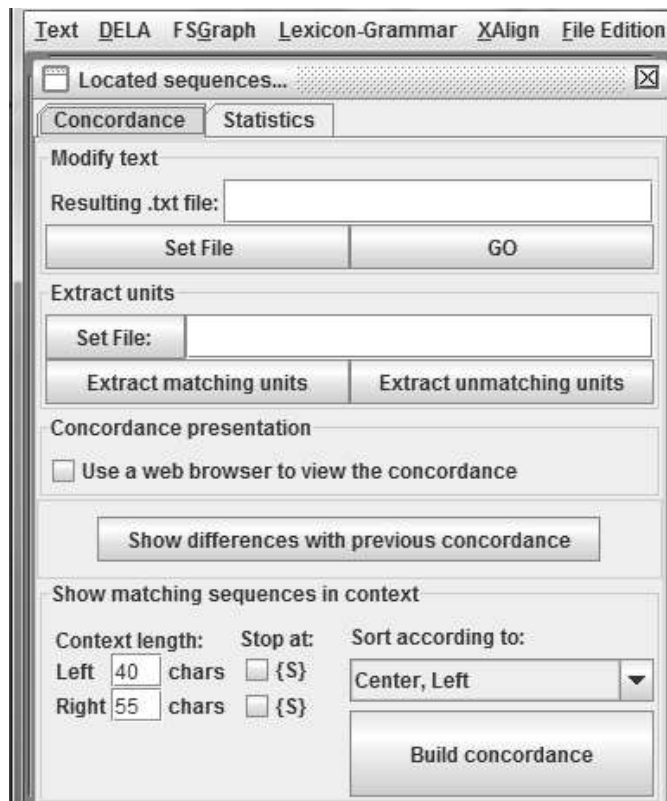 Text DELA FSGraph Lexicon-Grammar XAlign File Edition
Located sequences...
Concordance Statistics
Modify text
Resulting .txt file:
Set File GO
Extract units
Set File:
Extract matching units Extract unmatching units
Concordance presentation
Use a web browser to view the concordance
Show differences with previous concordance
Show matching sequences in context
Context length: Stop at: Sort according to:
Left 40 chars {S} Center, Left
Right 55 chars {S}
Build concordance